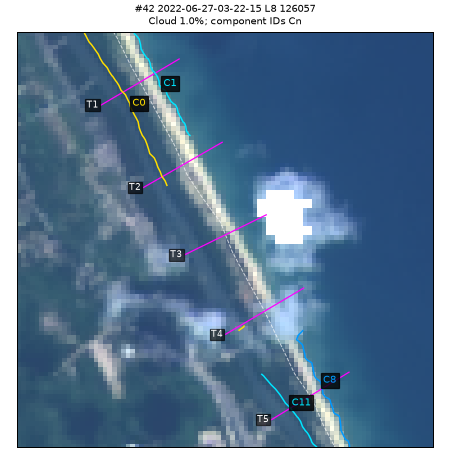 #42 2022-06-27-03-22-15 L8 126057
Cloud 1.0%; component IDs Cn
C1
T1
C0
T2
T3
T4
C8
C11
T5